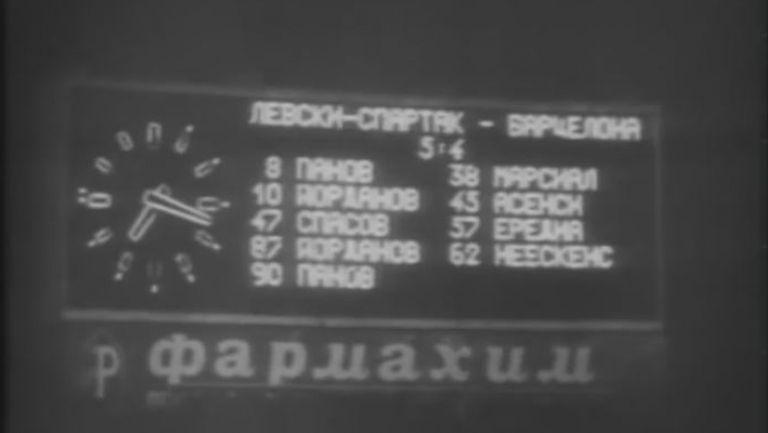 ЛЕВСКИ-СПАРТАК - БАРЦЕЛОНА
5:4
8 ПАНОВ 38 МАРСИАЛ
10 ЙОРДАНОВ 43 АСЕНСИ
47 СПАСОВ 57 ЕРЕДИА
87 ЙОРДАНОВ 62 НЕЕСКЕНС
90 ПАНОВ
фармахим